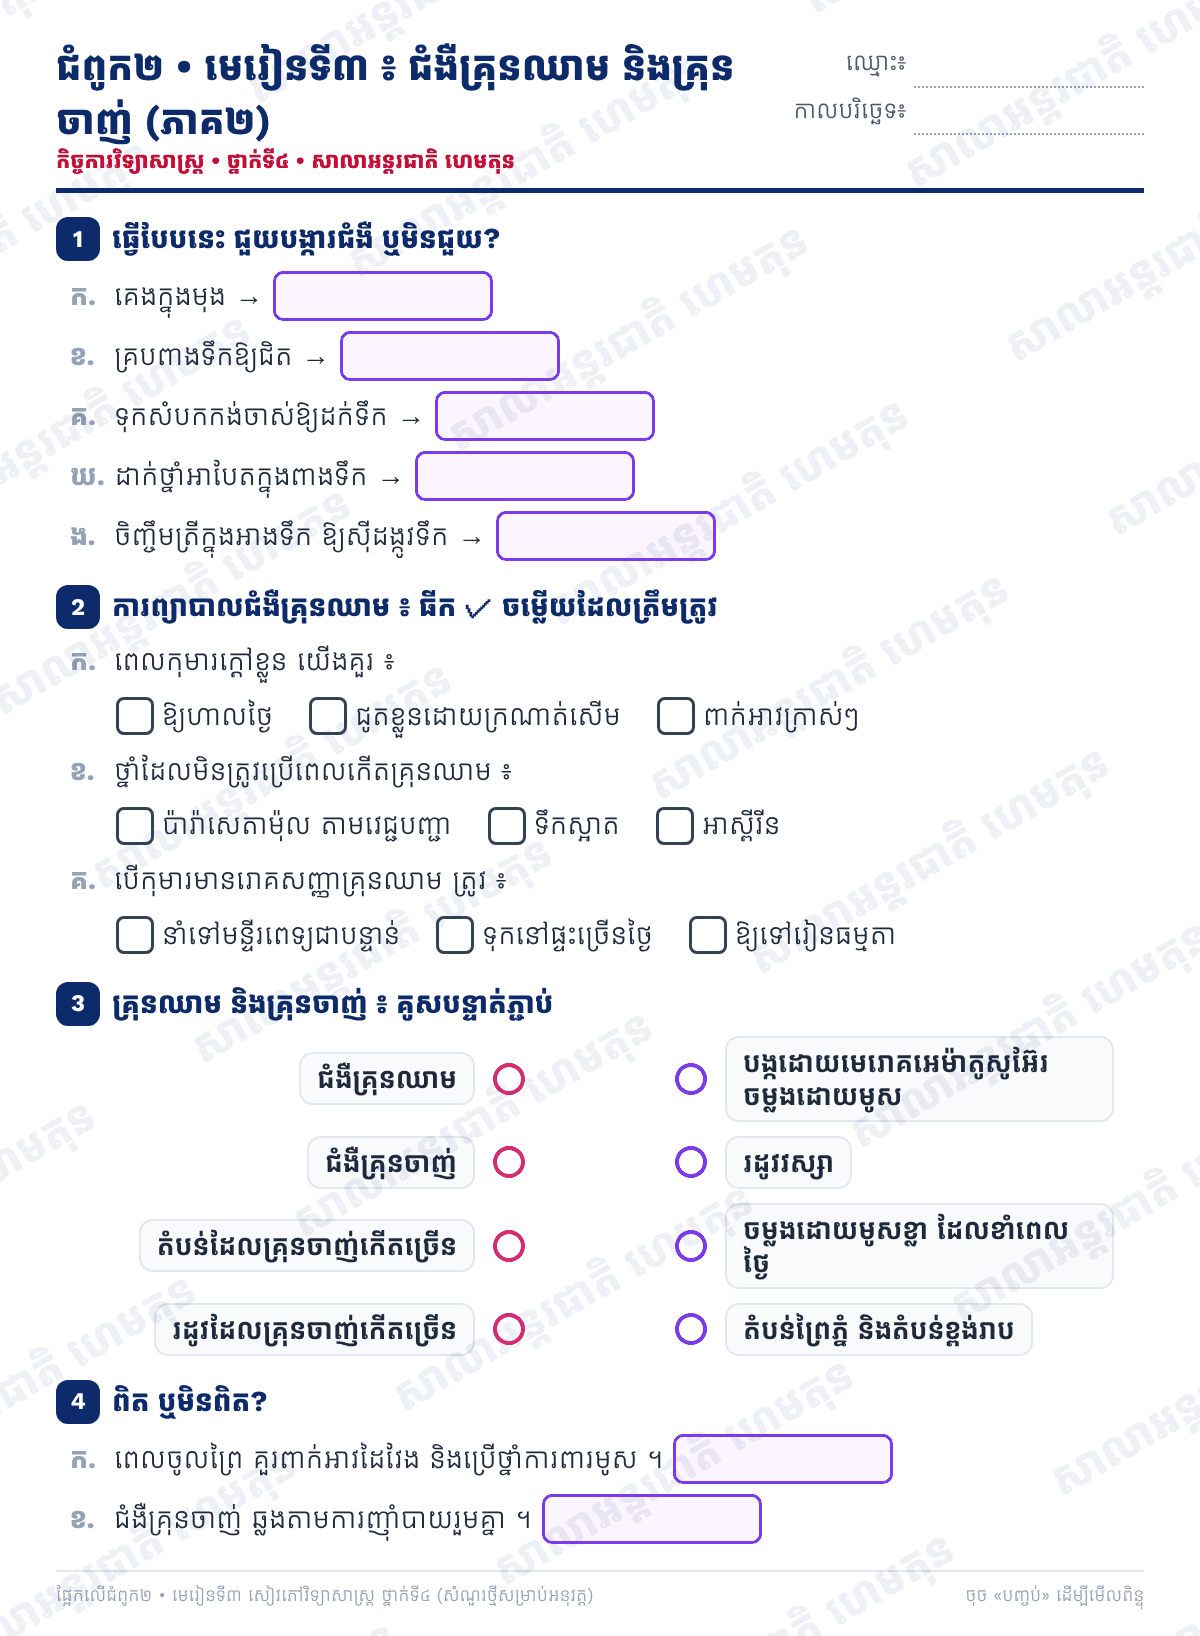 ជំពូក២ • មេរៀនទី៣ ៖ ជំងឺគ្រុនឈាម និងគ្រុន
ចាញ់ (ភាគ២)
ឈ្មោះ៖
កាលបរិច្ឆេទ៖
កិច្ចការវិទ្យាសាស្ត្រ • ថ្នាក់ទី៤ • សាលាអន្តរជាតិ ហេមតុន
1 ធ្វើបែបនេះ ជួយបង្ការជំងឺ ឬមិនជួយ?
ក. គេងក្នុងមុង →
ខ. គ្របពាងទឹកឱ្យជិត →
គ. ទុកសំបកកង់ចាស់ឱ្យដក់ទឹក →
ឃ. ដាក់ថ្នាំអាបែតក្នុងពាងទឹក →
ង. ចិញ្ចឹមត្រីក្នុងអាងទឹក ឱ្យស៊ីដង្កូវទឹក →
2 ការព្យាបាលជំងឺគ្រុនឈាម ៖ ធីក ✓ ចម្លើយដែលត្រឹមត្រូវ
ក. ពេលកុមារក្តៅខ្លួន យើងគួរ ៖
ឱ្យហាលថ្ងៃ ជូតខ្លួនដោយក្រណាត់សើម ពាក់អាវក្រាស់ៗ
ខ. ថ្នាំដែលមិនត្រូវប្រើពេលកើតគ្រុនឈាម ៖
ប៉ារ៉ាសេតាម៉ុល តាមវេជ្ជបញ្ជា ទឹកស្អាត អាស្ពីរីន
គ. បើកុមារមានរោគសញ្ញាគ្រុនឈាម ត្រូវ ៖
នាំទៅមន្ទីរពេទ្យជាបន្ទាន់ ទុកនៅផ្ទះច្រើនថ្ងៃ ឱ្យទៅរៀនធម្មតា
3 គ្រុនឈាម និងគ្រុនចាញ់ ៖ គូសបន្ទាត់ភ្ជាប់
ជំងឺគ្រុនឈាម
បង្កដោយមេរោគអេម៉ាតូសូអ៊ែរ
ចម្លងដោយមូស
ជំងឺគ្រុនចាញ់
រដូវវស្សា
តំបន់ដែលគ្រុនចាញ់កើតច្រើន
ចម្លងដោយមូសខ្លា ដែលខាំពេល
ថ្ងៃ
រដូវដែលគ្រុនចាញ់កើតច្រើន
តំបន់ព្រៃភ្នំ និងតំបន់ខ្ពង់រាប
4 ពិត ឬមិនពិត?
ក. ពេលចូលព្រៃ គួរពាក់អាវដៃវែង និងប្រើថ្នាំការពារមូស ។
ខ. ជំងឺគ្រុនចាញ់ ឆ្លងតាមការញ៉ាំបាយរួមគ្នា ។
ផ្អែកលើជំពូក២ • មេរៀនទី៣ សៀវភៅវិទ្យាសាស្ត្រ ថ្នាក់ទី៤ (សំណួរថ្មីសម្រាប់អនុវត្ត)
ចុច «បញ្ចប់» ដើម្បីមើលពិន្ទុ